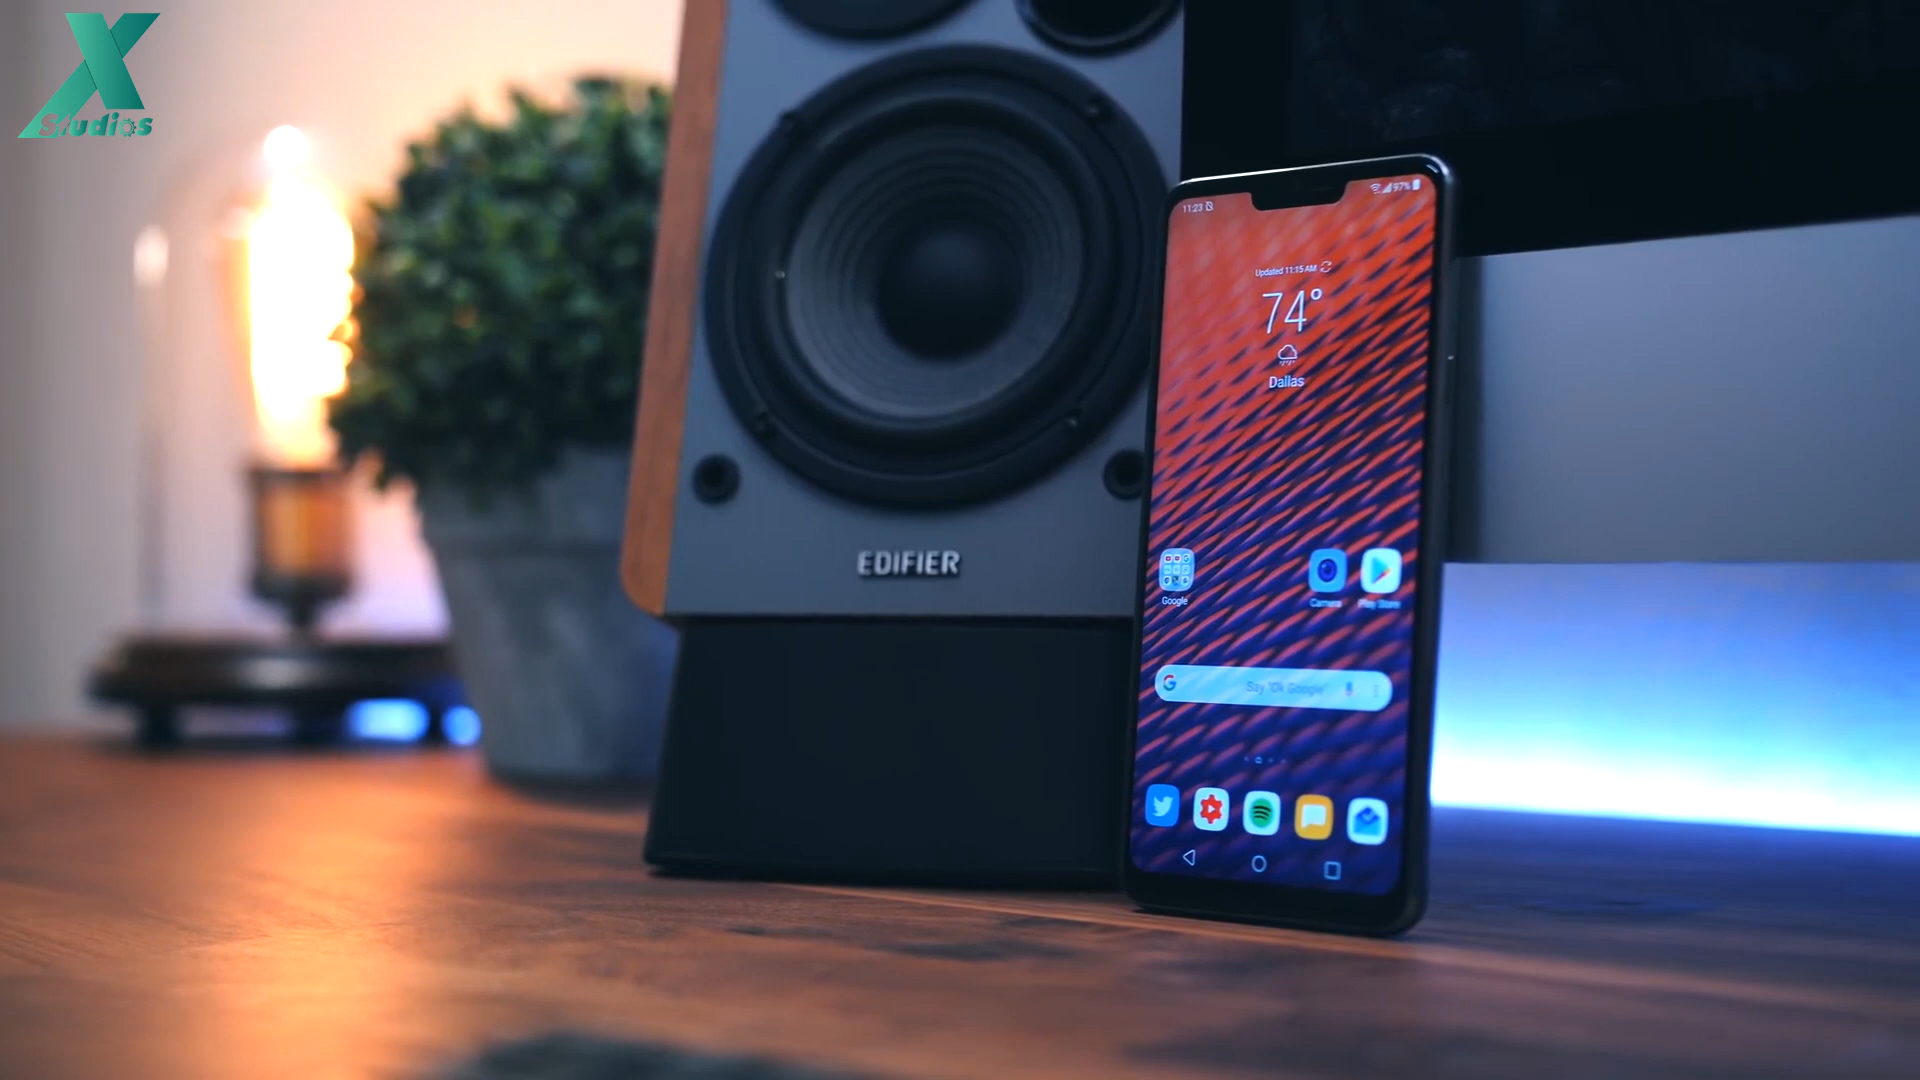 X
Studios
EDIFIER
11:23
97%
Updated 11:15 AM
74°
Dallas
Google
Camera
Play Store
G
Say "Ok Google"